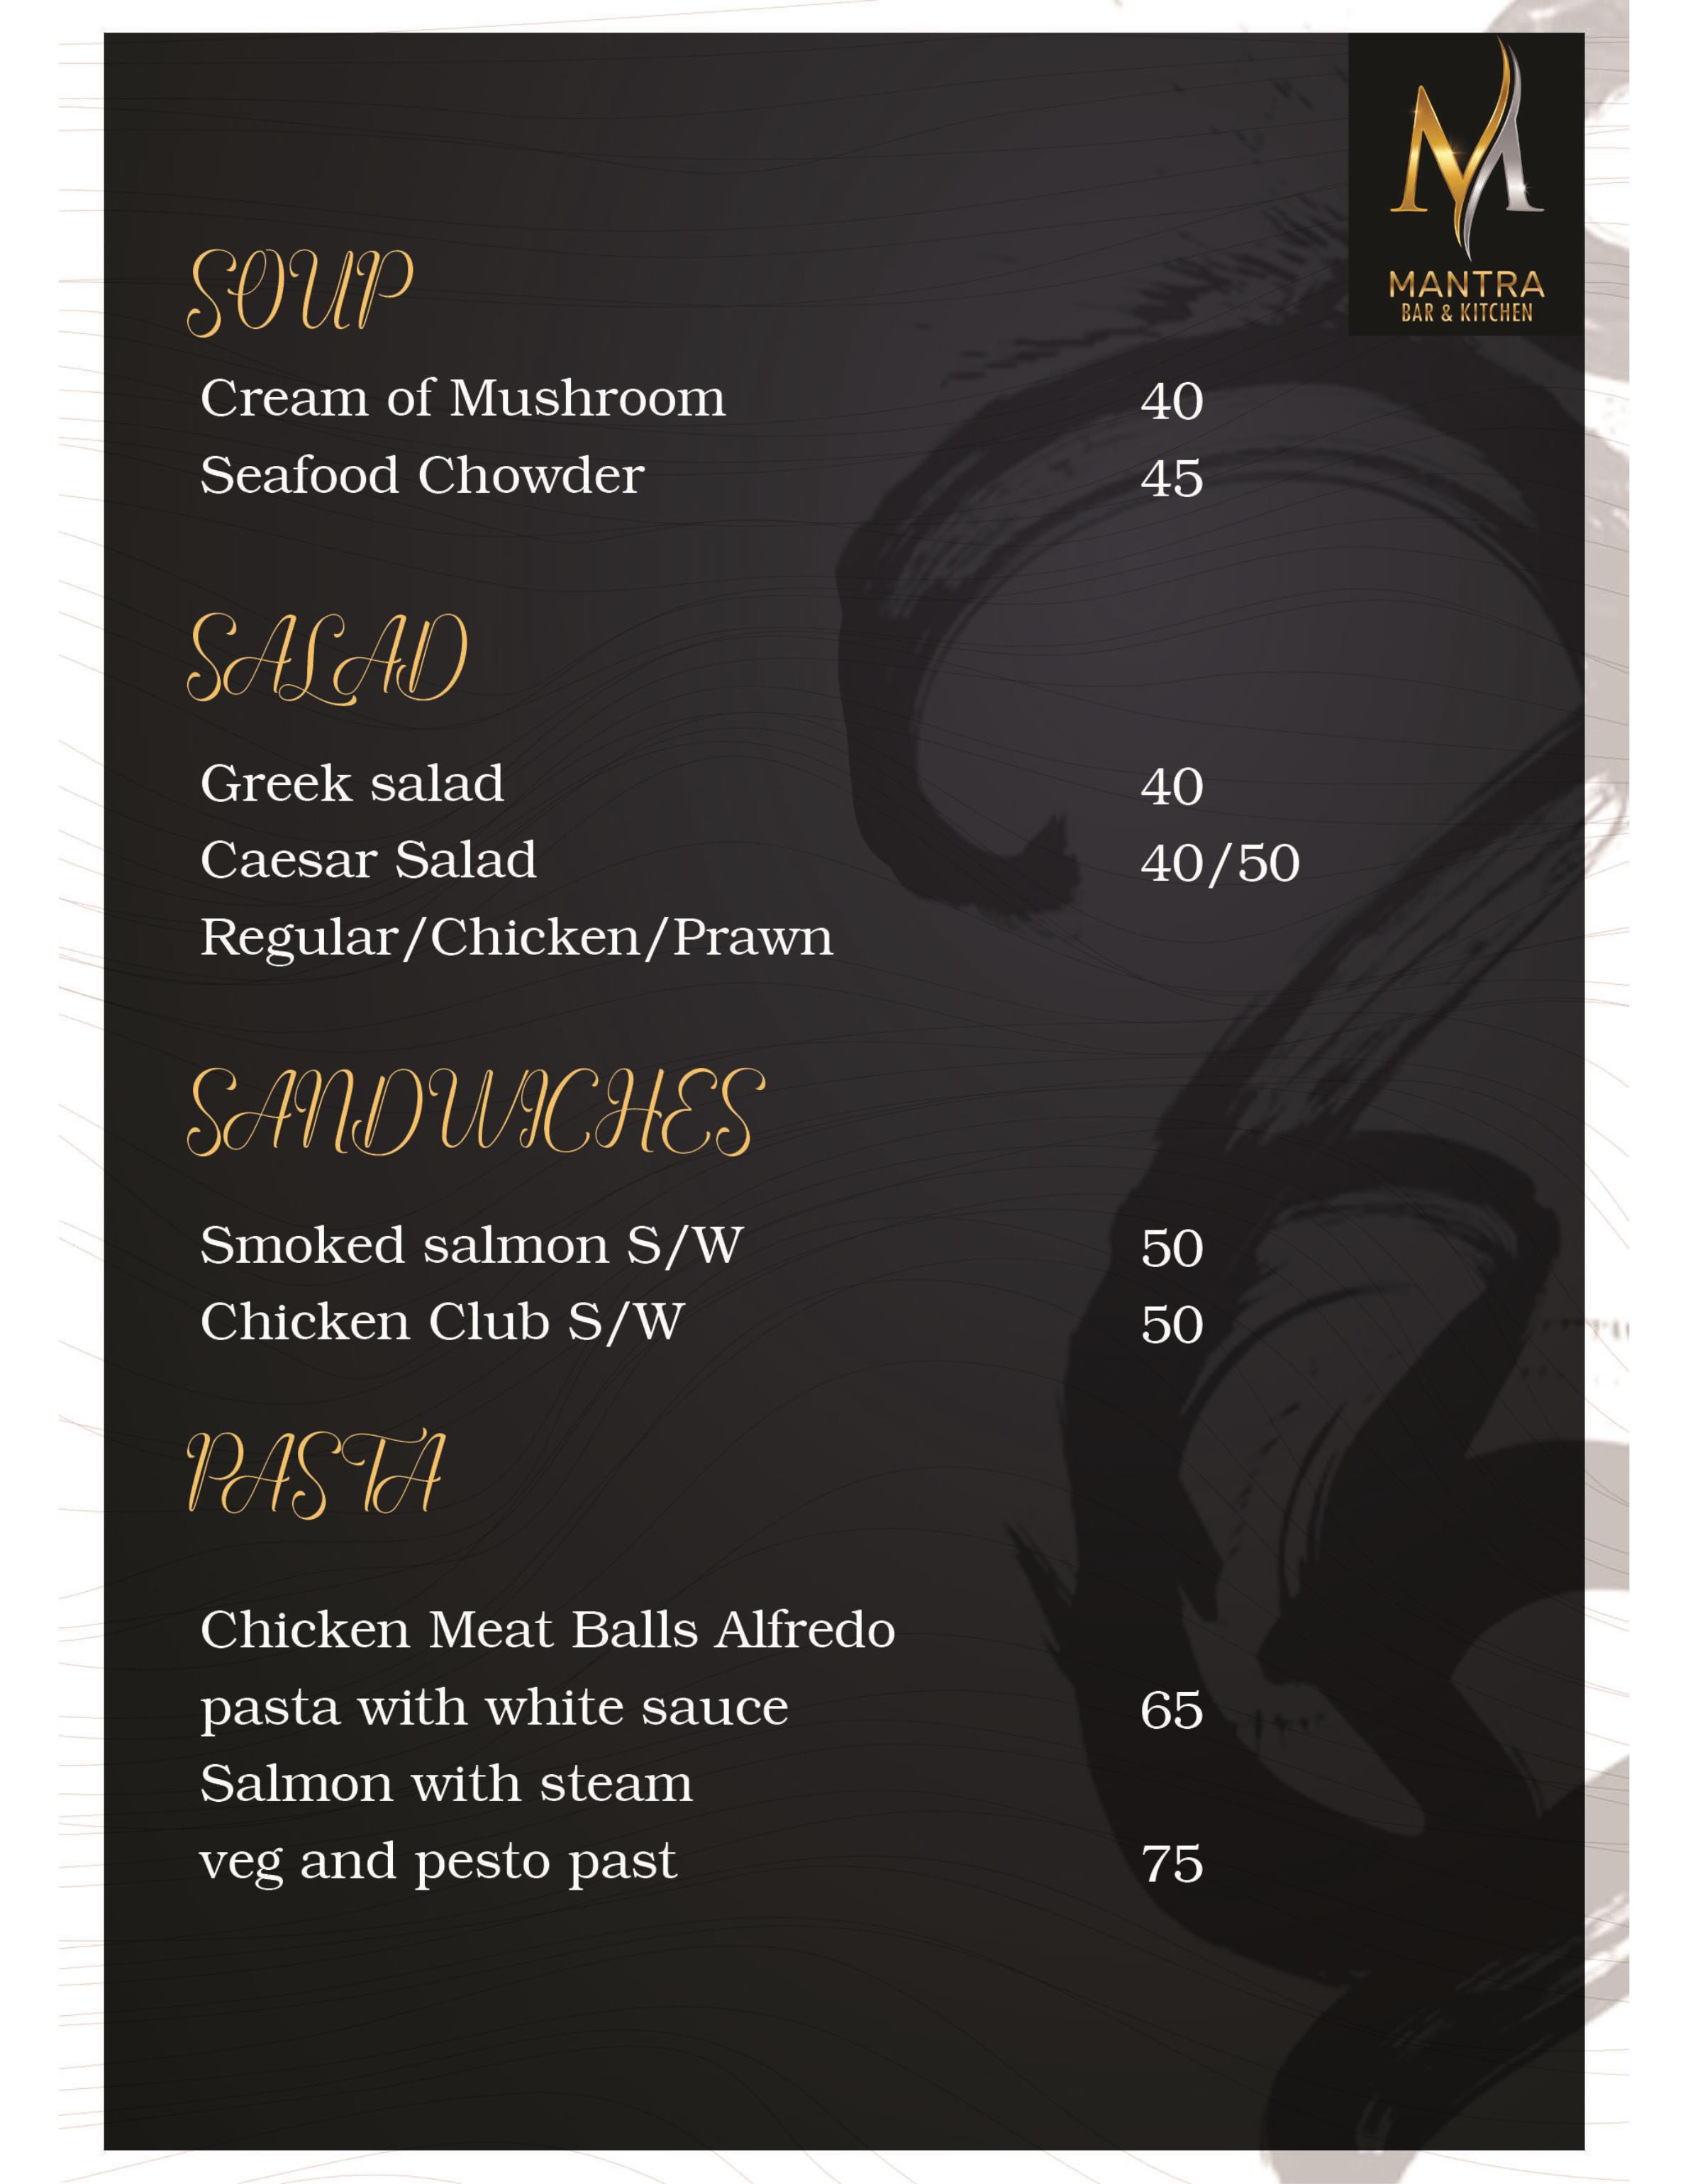 MANTRA
BAR & KITCHEN
SOUP
Cream of Mushroom 40
Seafood Chowder 45
SALAD
Greek salad 40
Caesar Salad 40/50
Regular/Chicken/Prawn
SANDWICHES
Smoked salmon S/W 50
Chicken Club S/W 50
PASTA
Chicken Meat Balls Alfredo
pasta with white sauce 65
Salmon with steam
veg and pesto past 75